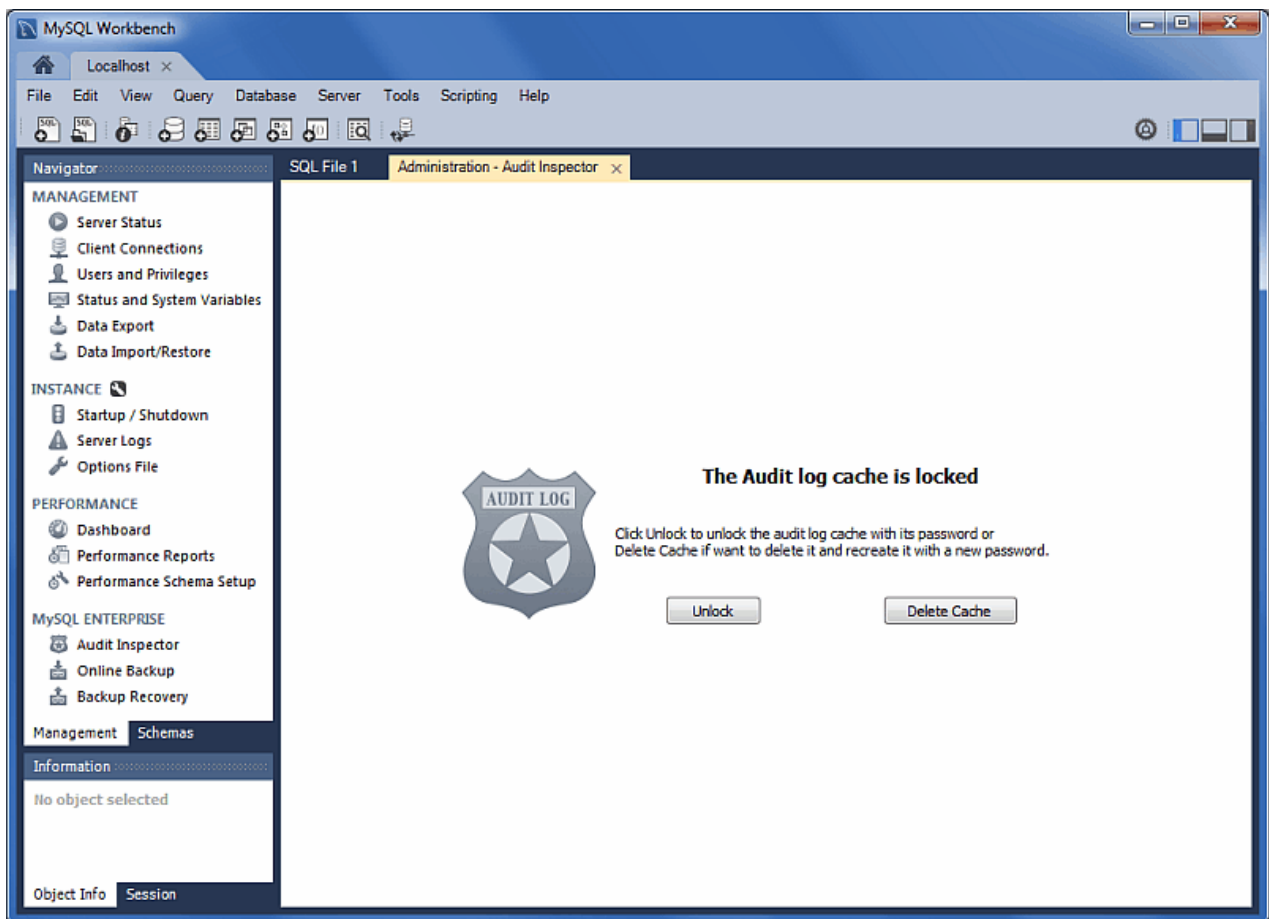 MySQL Workbench
Localhost
File Edit View Query Database Server Tools Scripting Help
Navigator
SQL File 1
Administration - Audit Inspector
MANAGEMENT
Server Status
Client Connections
Users and Privileges
Status and System Variables
Data Export
Data Import/Restore
INSTANCE
Startup / Shutdown
Server Logs
Options File
PERFORMANCE
Dashboard
Performance Reports
Performance Schema Setup
MySQL ENTERPRISE
Audit Inspector
Online Backup
Backup Recovery
Management Schemas
Information
No object selected
Object Info Session
AUDIT LOG
The Audit log cache is locked
Click Unlock to unlock the audit log cache with its password or
Delete Cache if want to delete it and recreate it with a new password.
Unlock
Delete Cache